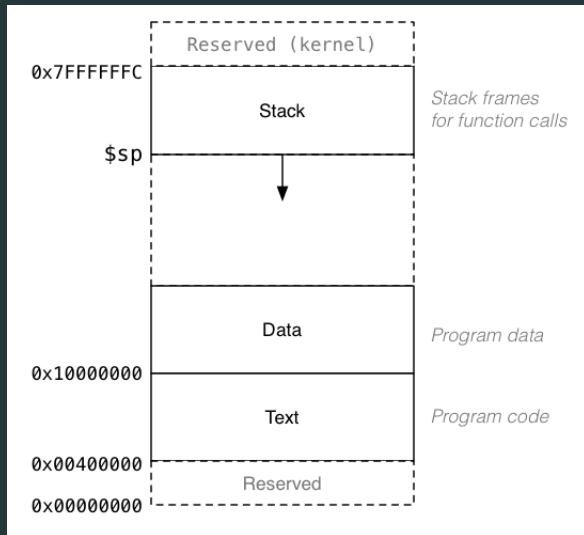 Reserved (kernel)
0x7FFFFFFC
Stack
Stack frames
for function calls
$sp
Data
Program data
0x10000000
Text
Program code
0x00400000
Reserved
0x00000000